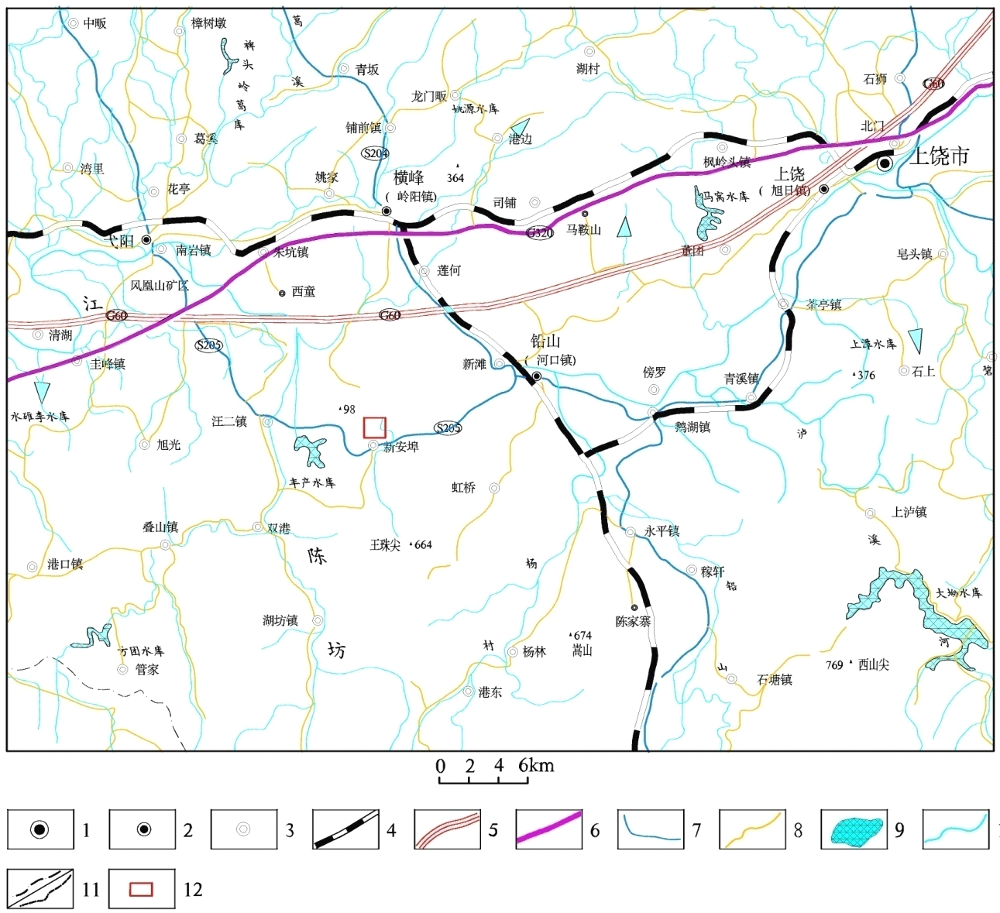 中畈
樟树墩
裨
头
岭
葛
库
葛
溪
青坂
龙门畈
姚源水库
湖村
石狮
G60
北门
铺前镇
港边
葛溪
S204
湾里
花亭
姚家
横峰
(岭阳镇)
364
司铺
枫岭头镇
上饶
(旭日镇)
上饶市
马窝水库
马鞍山
G320
弋阳
南岩镇
朱坑镇
董团
皂头镇
莲何
凤凰山矿区
西童
江
G60
G60
茶亭镇
清湖
S205
铅山
(河口镇)
上潭水库
圭峰镇
新滩
傍罗
青溪镇
376
石上
碧
水碓李水库
汪二镇
98
S205
鹅湖镇
泸
旭光
新安埠
丰产水库
虹桥
上泸镇
叠山镇
双港
永平镇
溪
王珠尖
664
陈
港口镇
杨
稼轩
铅
大坳水库
湖坊镇
陈家寨
坊
方团水库
村
杨林
674
嵩山
河
管家
769
西山尖
山
石塘镇
港东
0 2 4 6km
1 2 3 4 5 6 7 8 9
11 12